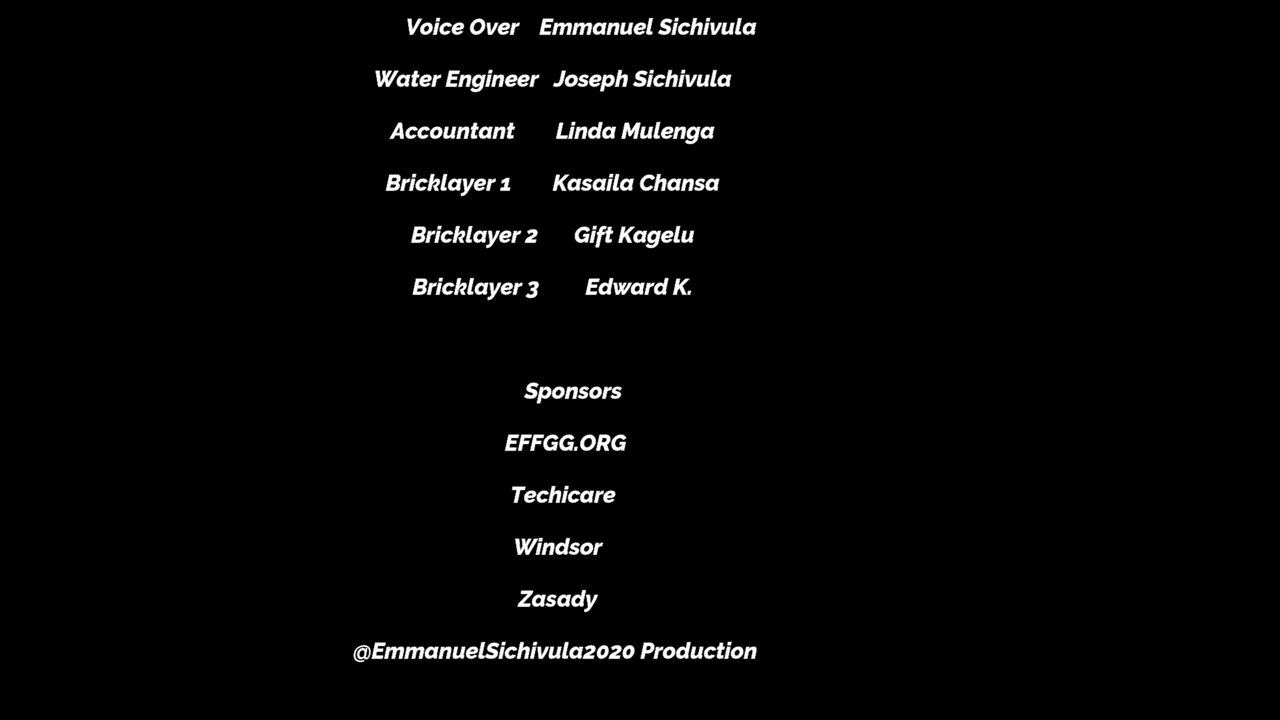 Voice Over Emmanuel Sichivula
Water Engineer Joseph Sichivula
Accountant Linda Mulenga
Bricklayer 1 Kasaila Chansa
Bricklayer 2 Gift Kagelu
Bricklayer 3 Edward K.
Sponsors
EFFGG.ORG
Techicare
Windsor
Zasady
@EmmanuelSichivula2020 Production